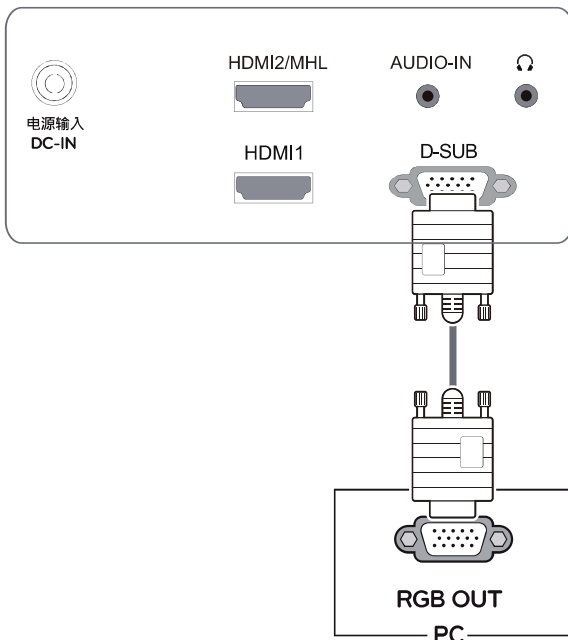 HDMI2/MHL
AUDIO-IN
电源输入
DC-IN
HDMI1
D-SUB
RGB OUT
PC